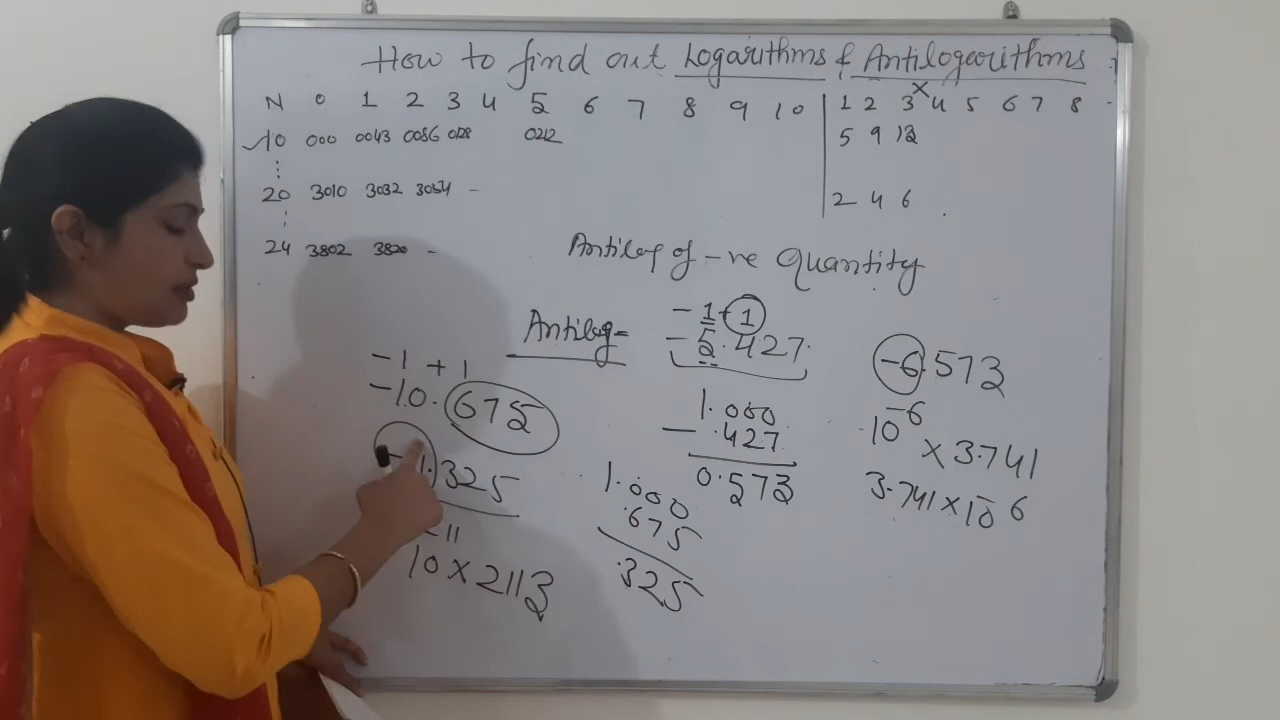 How to find out Logarithms & Antilogarithms
N 0 1 2 3 4 5 6 7 8 9 10 1 2 3 4 5 6 7 8
10 000 0043 0086 0128 0212 5 9 13
20 3010 3032 3054 - 2 4 6
24 3802 3820 -
Antilog of -ve Quantity
Antilog=
-1+1
-5.427
1.000
- .427
0.573
-6.573
10-6
× 3.741
3.741×10-6
-1 + 1
-10.675
.325
-11
10 × 2113
1.000
.675
.325